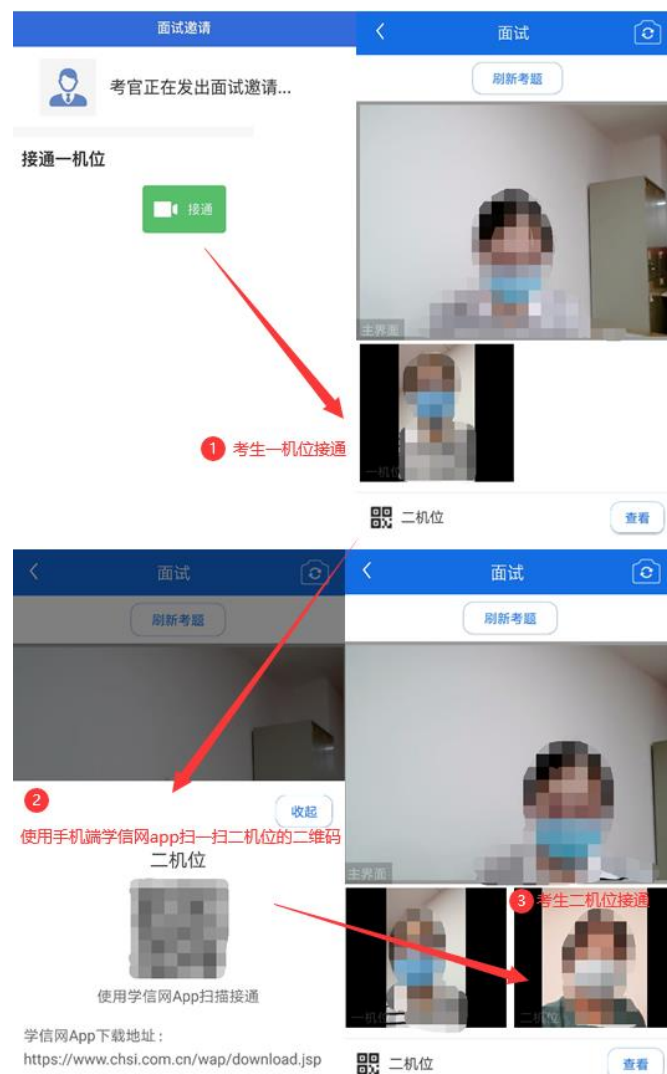 面试邀请
考官正在发出面试邀请...
接通一机位
接通
1 考生一机位接通
面试
刷新考题
主界面
一机位
二机位
查看
面试
刷新考题
2
收起
使用手机端学信网app扫一扫二机位的二维码
二机位
使用学信网App扫描接通
学信网App下载地址：
https://www.chsi.com.cn/wap/download.jsp
面试
刷新考题
主界面
3 考生二机位接通
一机位
二机位
二机位
查看